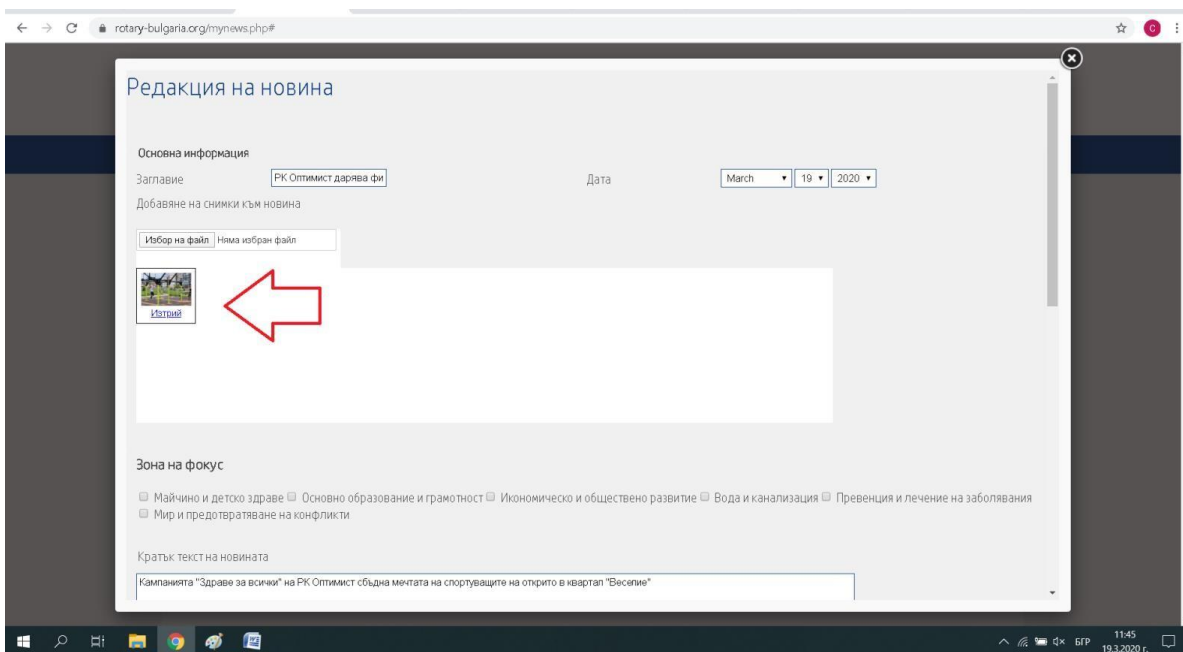 rotary-bulgaria.org/mynews.php#
C
Редакция на новина
Основна информация
Заглавие РК Оптимист дарява фи Дата March 19 2020
Добавяне на снимки към новина
Избор на файл Няма избран файл
Изтрий
Зона на фокус
Майчино и детско здраве Основно образование и грамотност Икономическо и обществено развитие Вода и канализация Превенция и лечение на заболявания
Мир и предотвратяване на конфликти
Кратък текст на новината
Кампанията "Здраве за всички" на РК Оптимист сбъдна мечтата на спортуващите на открито в квартал "Веселие"
БГР 11:45
19.3.2020 г.